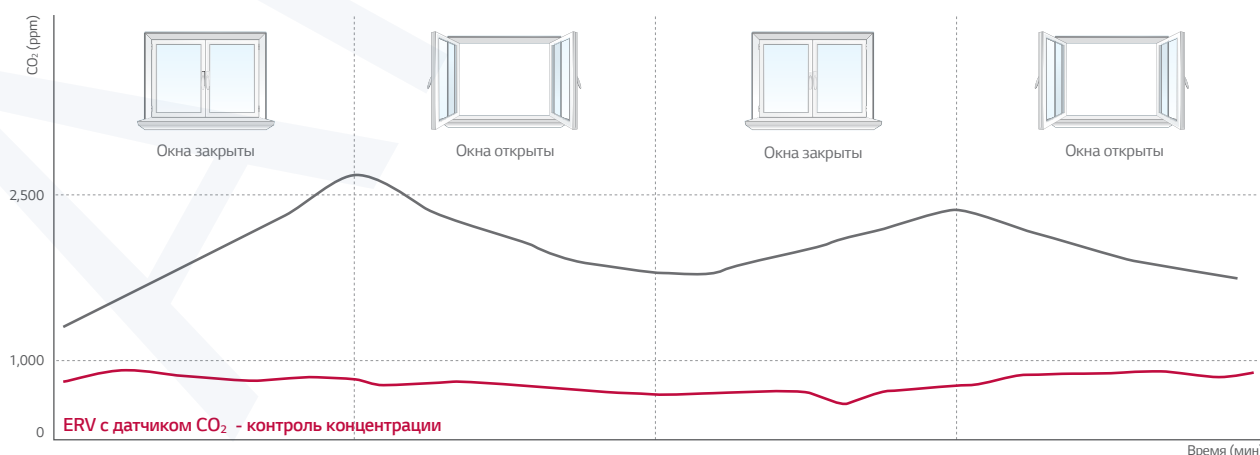 CO₂ (ppm)
Окна закрыты
Окна открыты
Окна закрыты
Окна открыты
2,500
1,000
ERV с датчиком CO₂ - контроль концентрации
0
Время (мин)